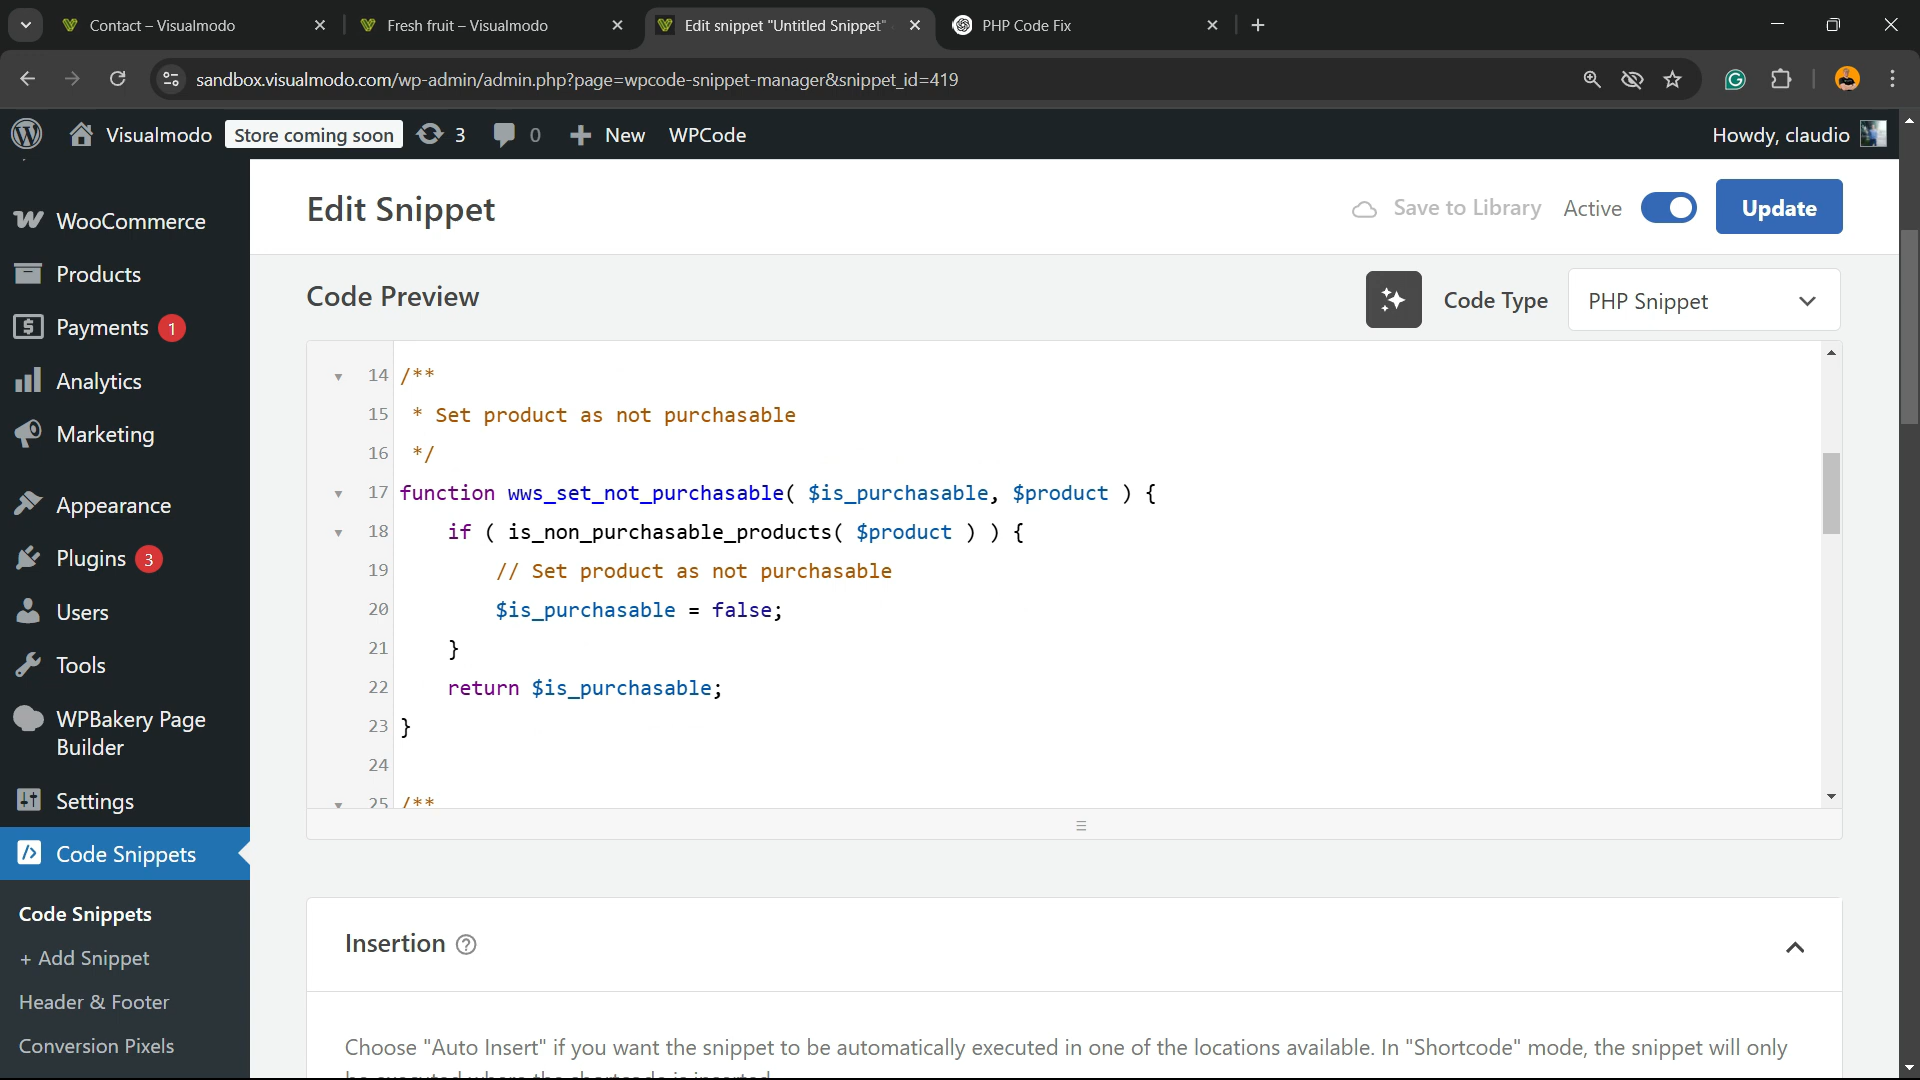 Contact – Visualmodo
Fresh fruit – Visualmodo
Edit snippet "Untitled Snippet"
PHP Code Fix
sandbox.visualmodo.com/wp-admin/admin.php?page=wpcode-snippet-manager&snippet_id=419
Visualmodo
Store coming soon
3
0
New
WPCode
Howdy, claudio
WooCommerce
Products
Payments 1
Analytics
Marketing
Appearance
Plugins 3
Users
Tools
WPBakery Page
Builder
Settings
Code Snippets
Code Snippets
+ Add Snippet
Header & Footer
Conversion Pixels
Edit Snippet
Save to Library
Active
Update
Code Preview
Code Type
PHP Snippet
14 /**
15 * Set product as not purchasable
16 */
17 function wws_set_not_purchasable( $is_purchasable, $product ) {
18 if ( is_non_purchasable_products( $product ) ) {
19 // Set product as not purchasable
20 $is_purchasable = false;
21 }
22 return $is_purchasable;
23 }
24
25 /**
Insertion
Choose "Auto Insert" if you want the snippet to be automatically executed in one of the locations available. In "Shortcode" mode, the snippet will only